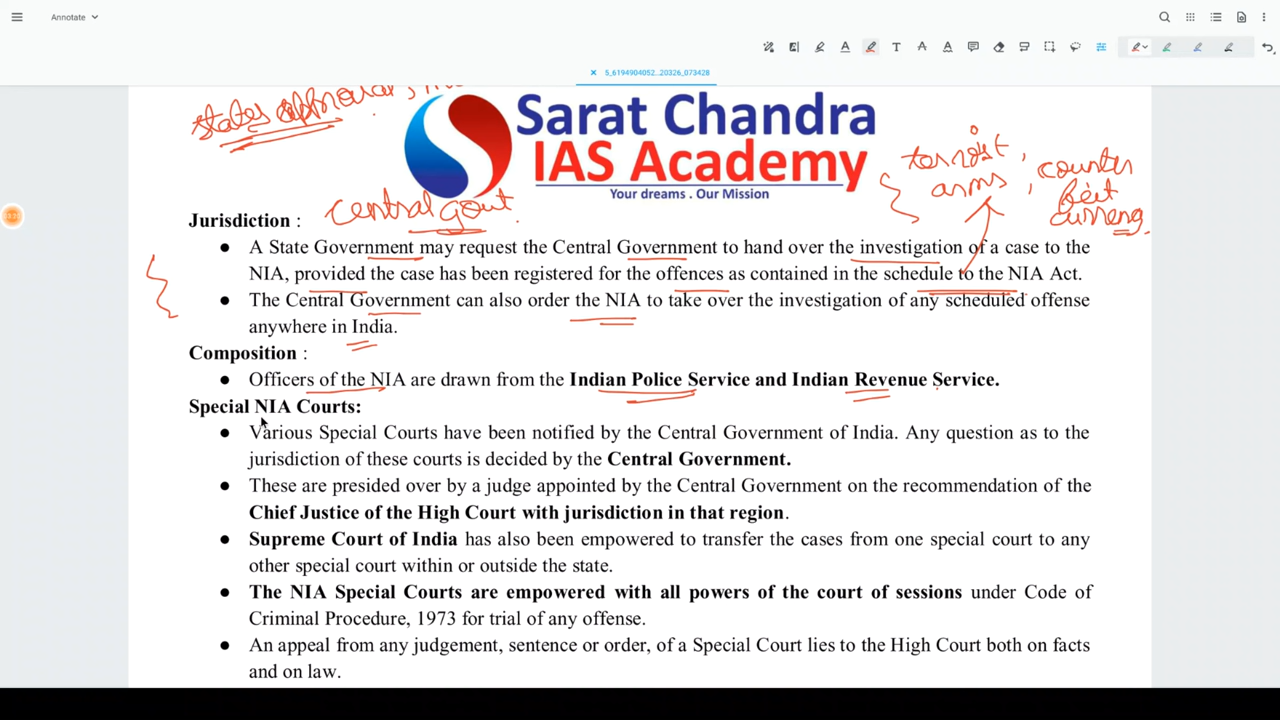 Annotate
5_6194904052...20326_073428
states approval
Sarat Chandra
IAS Academy
Your dreams . Our Mission
terrorist, counter
arms, feit
currency
Jurisdiction : central govt.
● A State Government may request the Central Government to hand over the investigation of a case to the
NIA, provided the case has been registered for the offences as contained in the schedule to the NIA Act.
● The Central Government can also order the NIA to take over the investigation of any scheduled offense
anywhere in India.
Composition :
● Officers of the NIA are drawn from the Indian Police Service and Indian Revenue Service.
Special NIA Courts:
● Various Special Courts have been notified by the Central Government of India. Any question as to the
jurisdiction of these courts is decided by the Central Government.
● These are presided over by a judge appointed by the Central Government on the recommendation of the
Chief Justice of the High Court with jurisdiction in that region.
● Supreme Court of India has also been empowered to transfer the cases from one special court to any
other special court within or outside the state.
● The NIA Special Courts are empowered with all powers of the court of sessions under Code of
Criminal Procedure, 1973 for trial of any offense.
● An appeal from any judgement, sentence or order, of a Special Court lies to the High Court both on facts
and on law.